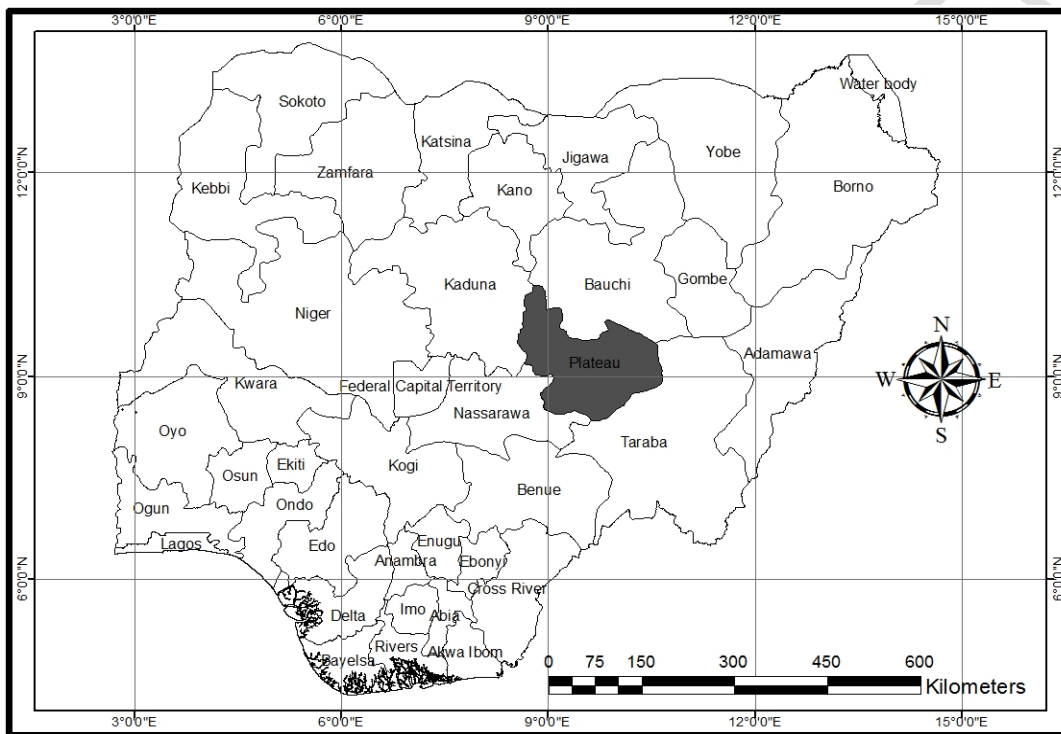 3°0'0"E 6°0'0"E 9°0'0"E 12°0'0"E 15°0'0"E
Water body
Sokoto
Katsina
Yobe
Jigawa
Zamfara
12°0'0"N 12°0'0"N
Kebbi
Kano
Borno
Gombe
Kaduna
Bauchi
Niger
N
Adamawa
Plateau
9°0'0"N 9°0'0"N
W E
Kwara
Federal Capital Territory
Nassarawa
S
Oyo
Taraba
Ekiti
Kogi
Osun
Benue
Ogun
Ondo
Lagos
Edo
Enugu
Anambra
Ebonyi
6°0'0"N 6°0'0"N
Cross River
Imo
Delta
Abia
Rivers
Akwa Ibom
Bayelsa
0 75 150 300 450 600
Kilometers
3°0'0"E 6°0'0"E 9°0'0"E 12°0'0"E 15°0'0"E